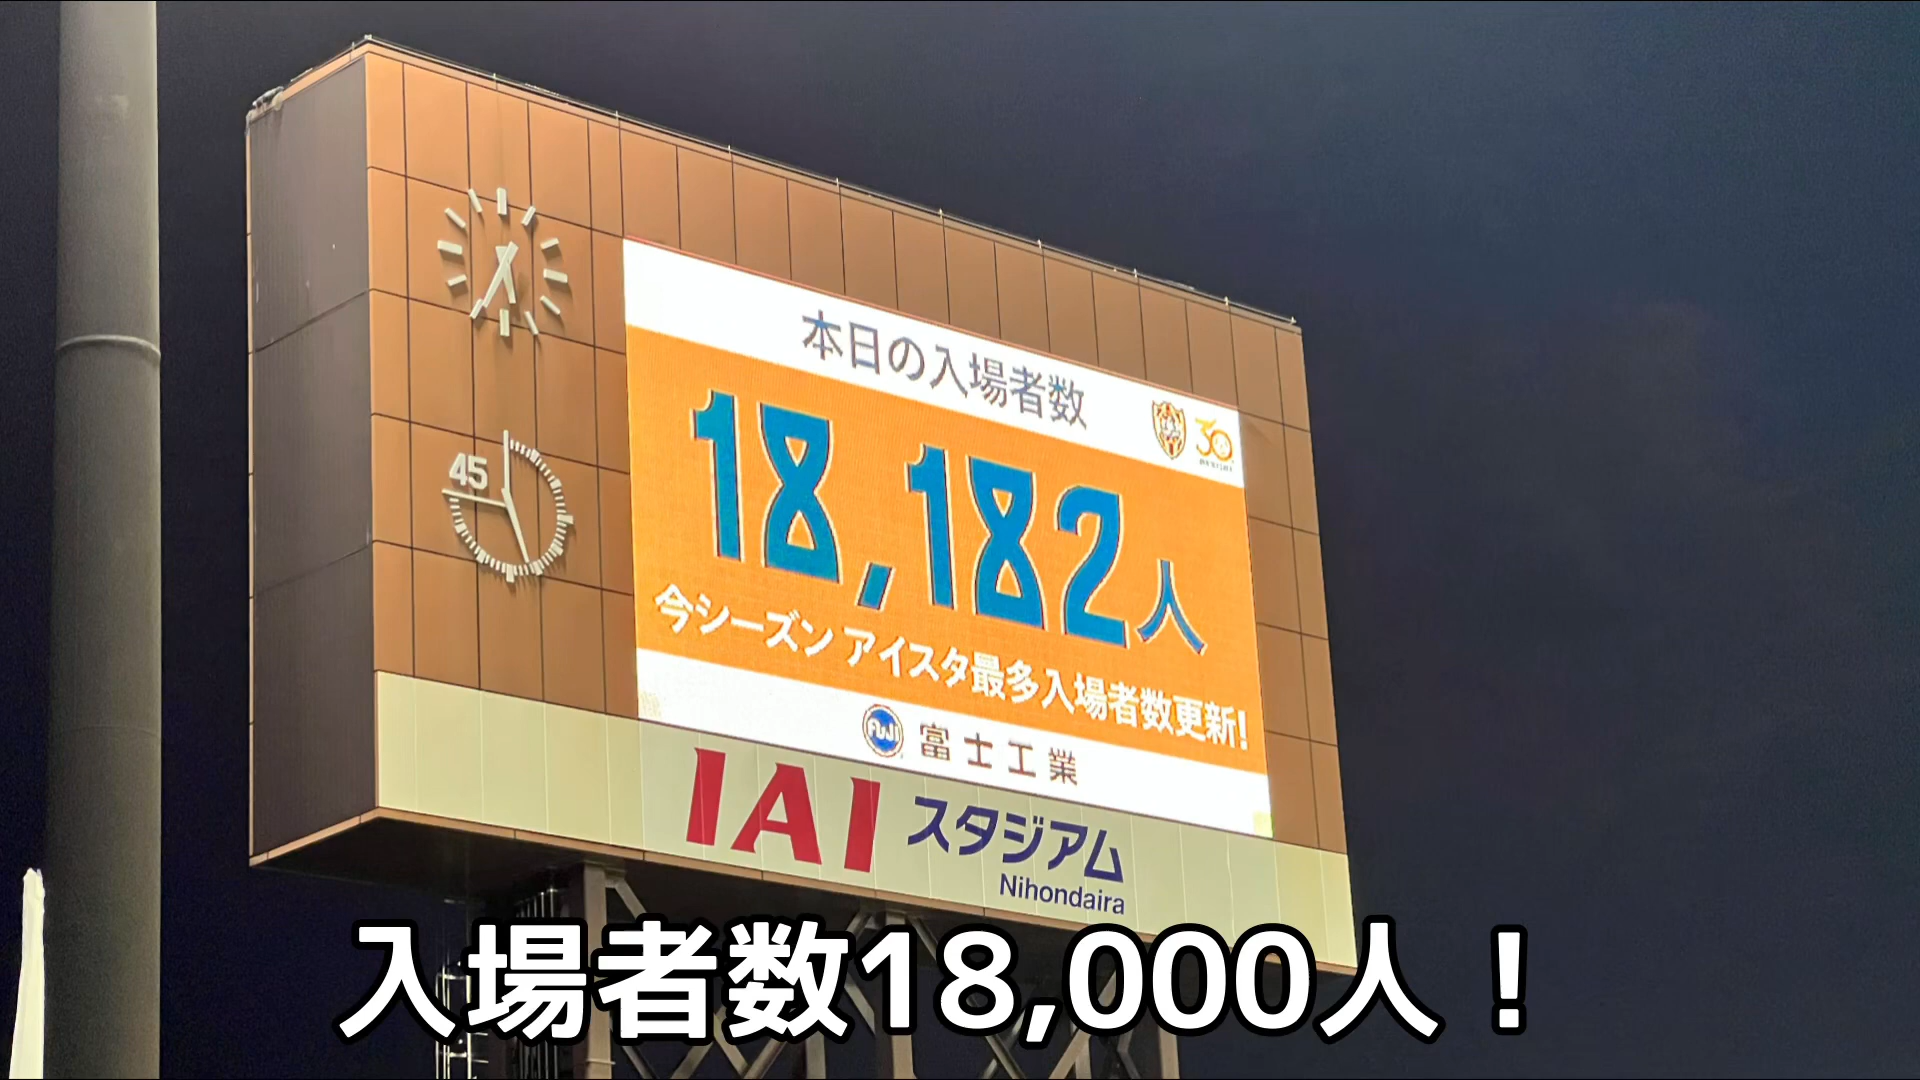 本日の入場者数
30
18,182人
今シーズン アイスタ最多入場者数更新!
FUJI 富士工業
45
IAI スタジアム
Nihondaira
入場者数18,000人！